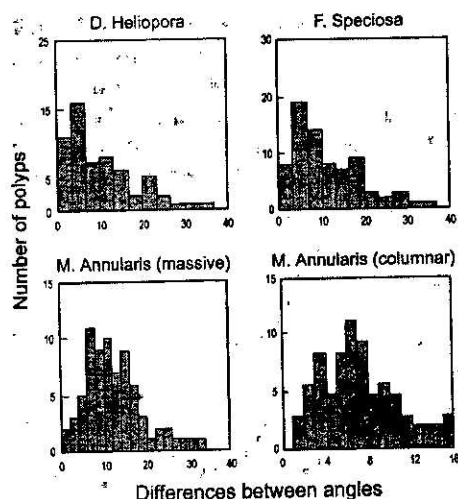 D. Heliopora
F. Speciosa
25
15
5
0
0 10 20 30 40
30
20
10
0
0 10 20 30 40
Number of polyps
M. Annularis (massive)
M. Annularis (columnar)
15
10
5
0
0 10 20 30 40
15
10
5
0
0 4 8 12 16
Differences between angles